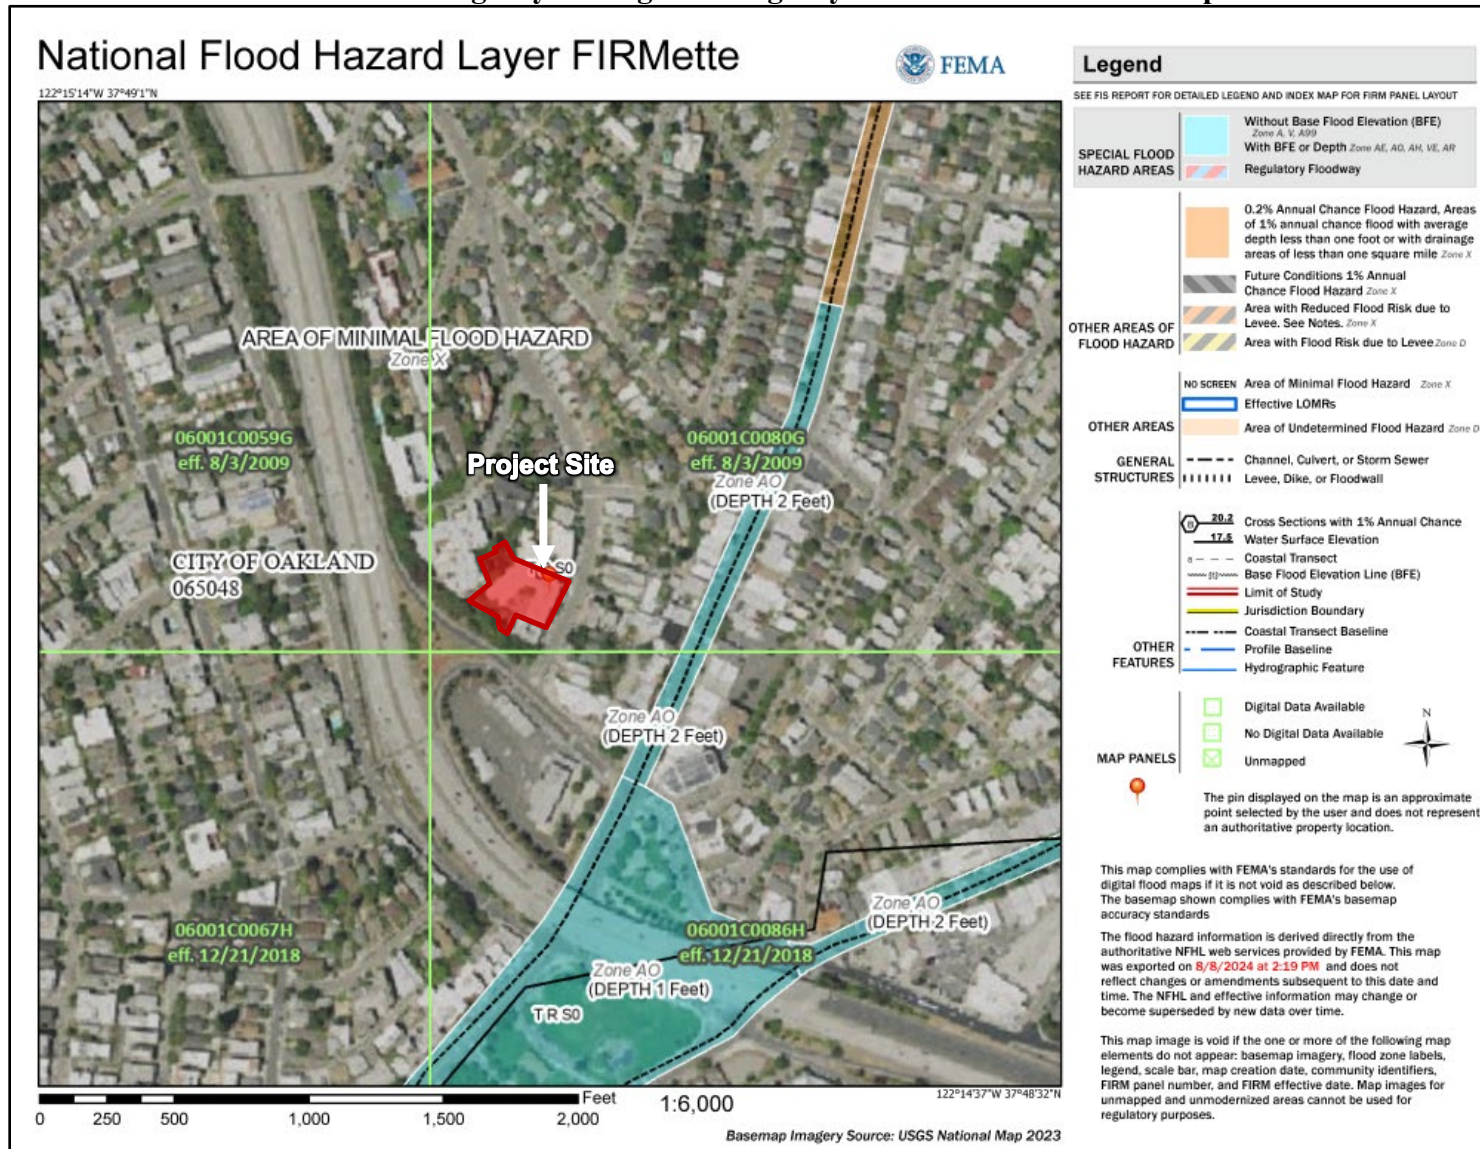 National Flood Hazard Layer FIRMette
FEMA
122°15'14"W 37°49'1"N
AREA OF MINIMAL FLOOD HAZARD
Zone X
06001C0059G
eff. 8/3/2009
06001C0080G
eff. 8/3/2009
Project Site
Zone AO
(DEPTH 2 Feet)
CITY OF OAKLAND
065048
S0
Zone AO
(DEPTH 2 Feet)
Zone AO
(DEPTH 2 Feet)
06001C0067H
eff. 12/21/2018
06001C0086H
eff. 12/21/2018
Zone AO
(DEPTH 1 Feet)
T R S0
0 250 500 1,000 1,500 2,000
Feet
1:6,000
122°14'37"W 37°48'32"N
Basemap Imagery Source: USGS National Map 2023
Legend
SEE FIS REPORT FOR DETAILED LEGEND AND INDEX MAP FOR FIRM PANEL LAYOUT
SPECIAL FLOOD
HAZARD AREAS
Without Base Flood Elevation (BFE)
Zone A, V, A99
With BFE or Depth Zone AE, AO, AH, VE, AR
Regulatory Floodway
OTHER AREAS OF
FLOOD HAZARD
0.2% Annual Chance Flood Hazard, Areas
of 1% annual chance flood with average
depth less than one foot or with drainage
areas of less than one square mile Zone X
Future Conditions 1% Annual
Chance Flood Hazard Zone X
Area with Reduced Flood Risk due to
Levee. See Notes. Zone X
Area with Flood Risk due to Levee Zone D
OTHER AREAS
NO SCREEN Area of Minimal Flood Hazard Zone X
Effective LOMRs
Area of Undetermined Flood Hazard Zone D
GENERAL
STRUCTURES
Channel, Culvert, or Storm Sewer
Levee, Dike, or Floodwall
OTHER
FEATURES
20.2 Cross Sections with 1% Annual Chance
17.5 Water Surface Elevation
Coastal Transect
Base Flood Elevation Line (BFE)
Limit of Study
Jurisdiction Boundary
Coastal Transect Baseline
Profile Baseline
Hydrographic Feature
MAP PANELS
Digital Data Available
No Digital Data Available
Unmapped
N
The pin displayed on the map is an approximate
point selected by the user and does not represent
an authoritative property location.
This map complies with FEMA's standards for the use of
digital flood maps if it is not void as described below.
The basemap shown complies with FEMA's basemap
accuracy standards
The flood hazard information is derived directly from the
authoritative NFHL web services provided by FEMA. This map
was exported on 8/8/2024 at 2:19 PM and does not
reflect changes or amendments subsequent to this date and
time. The NFHL and effective information may change or
become superseded by new data over time.
This map image is void if the one or more of the following map
elements do not appear: basemap imagery, flood zone labels,
legend, scale bar, map creation date, community identifiers,
FIRM panel number, and FIRM effective date. Map images for
unmapped and unmodernized areas cannot be used for
regulatory purposes.